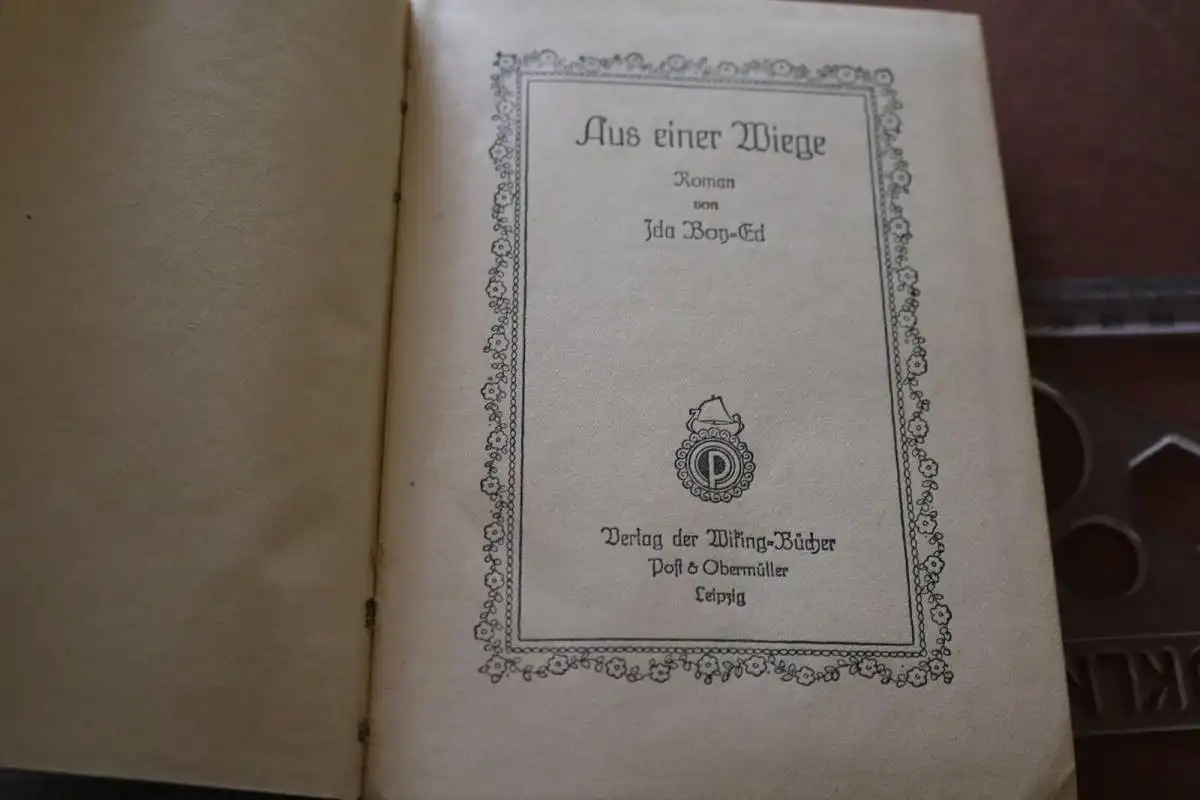 Aus einer Wiege
Roman
von
Ida Boy-Ed
P
Verlag der Wiking-Bücher
Post & Obermüller
Leipzig